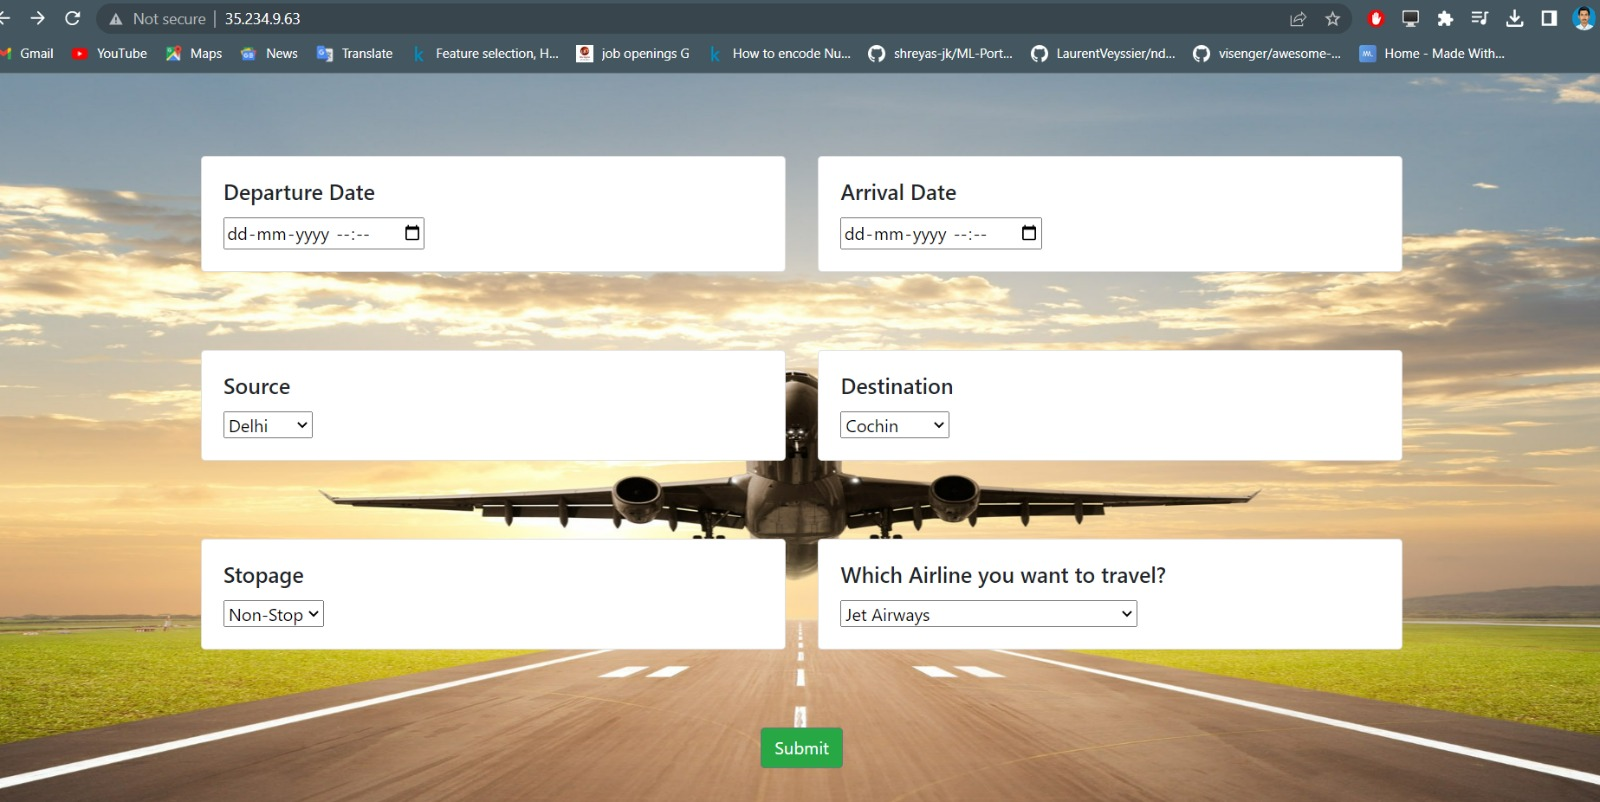 Not secure 35.234.9.63
Gmail YouTube Maps News Translate Feature selection, H... job openings G How to encode Nu... shreyas-jk/ML-Port... LaurentVeyssier/nd... visenger/awesome-... Home - Made With...
Departure Date
dd-mm-yyyy --:--
Arrival Date
dd-mm-yyyy --:--
Source
Delhi
Destination
Cochin
Stopage
Non-Stop
Which Airline you want to travel?
Jet Airways
Submit